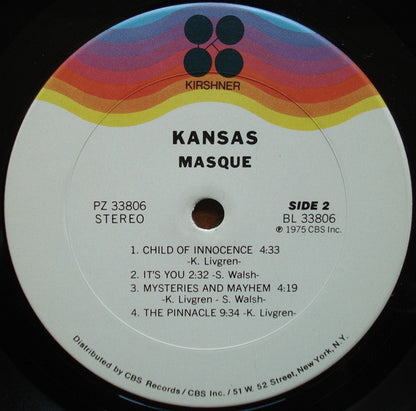 KIRSHNER
KANSAS
MASQUE
PZ 33806
STEREO
SIDE 2
BL 33806
℗ 1975 CBS Inc.
1. CHILD OF INNOCENCE 4:33
-K. Livgren-
2. IT'S YOU 2:32 -S. Walsh-
3. MYSTERIES AND MAYHEM 4:19
-K. Livgren - S. Walsh-
4. THE PINNACLE 9:34 -K. Livgren-
Distributed by CBS Records / CBS Inc. / 51 W. 52 Street, New York, N.Y.